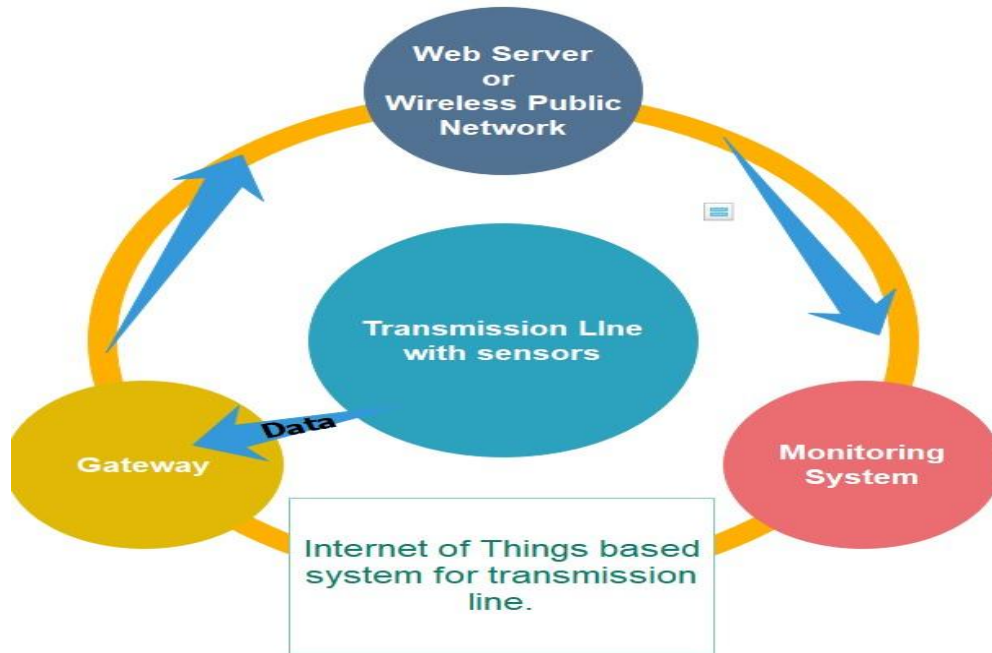 Web Server
or
Wireless Public
Network
Transmission LIne
with sensors
Data
Gateway
Monitoring
System
Internet of Things based
system for transmission
line.